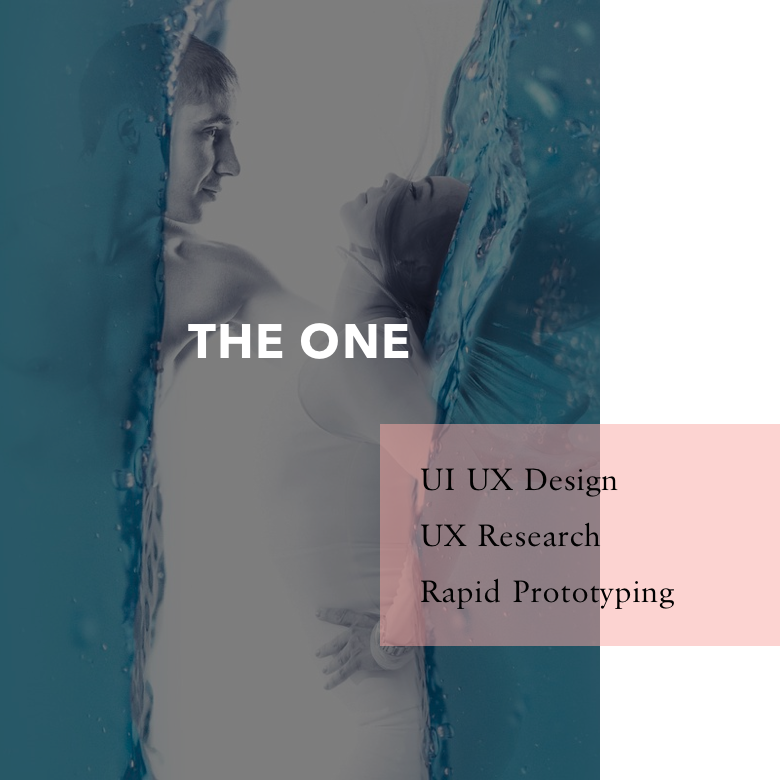 THE ONE
UI UX Design
UX Research
Rapid Prototyping